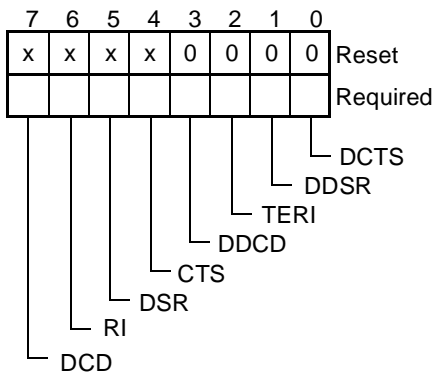 7 6 5 4 3 2 1 0
x x x x 0 0 0 0 Reset
Required
DCTS
DDSR
TERI
DDCD
CTS
DSR
RI
DCD